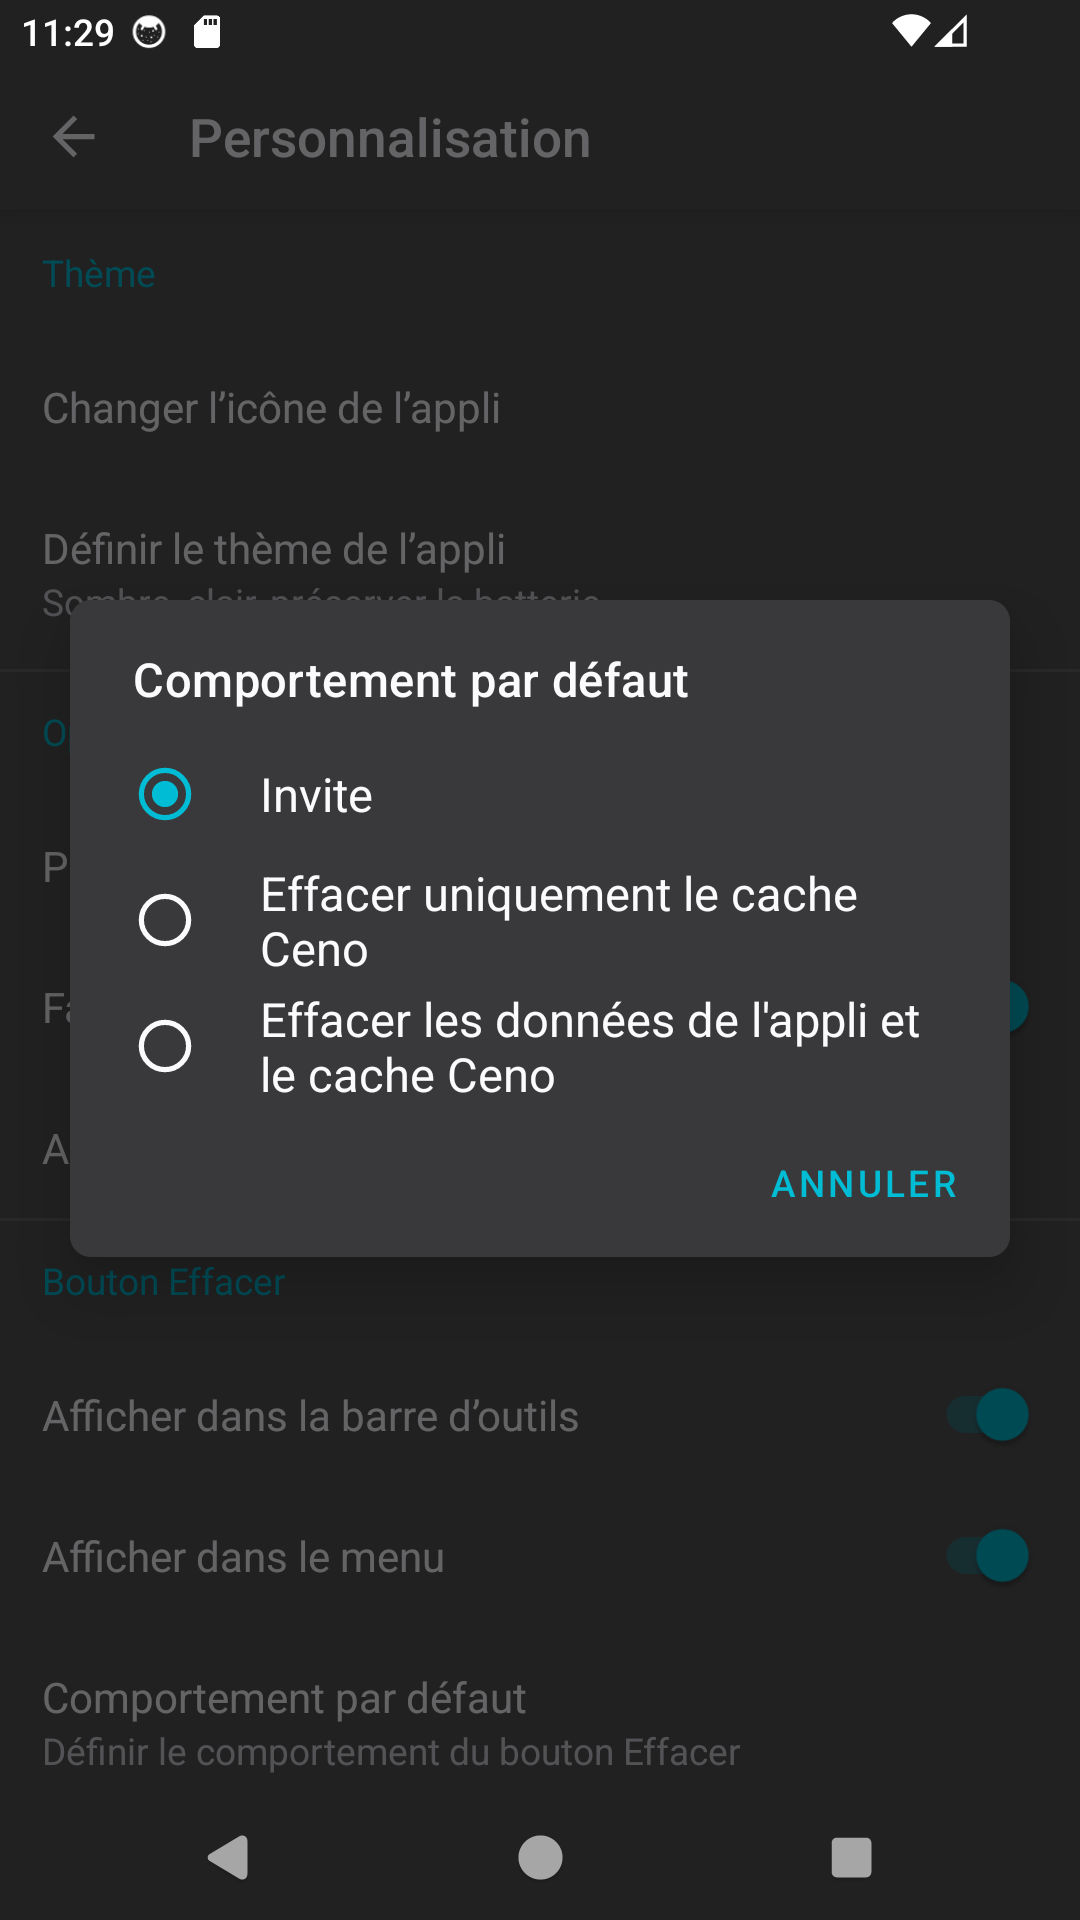 11:29
Personnalisation
Thème
Changer l’icône de l’appli
Définir le thème de l’appli
Comportement par défaut
Invite
Effacer uniquement le cache
Ceno
Effacer les données de l'appli et
le cache Ceno
ANNULER
Bouton Effacer
Afficher dans la barre d’outils
Afficher dans le menu
Comportement par défaut
Définir le comportement du bouton Effacer